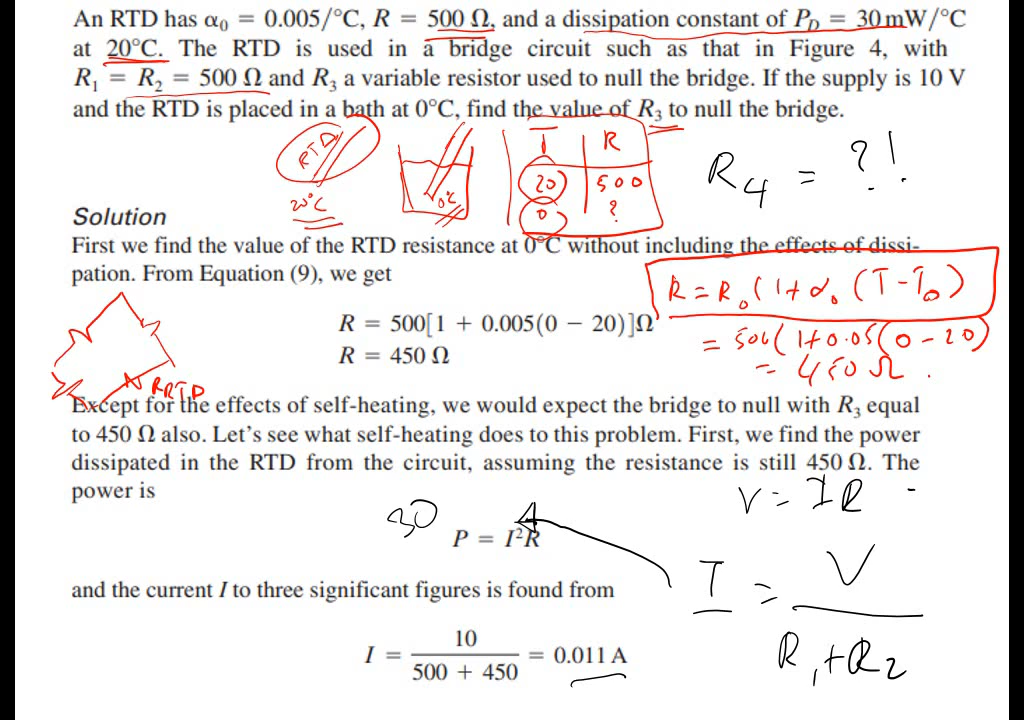 An RTD has α₀ = 0.005/°C, R = 500 Ω, and a dissipation constant of P_D = 30 mW/°C
at 20°C. The RTD is used in a bridge circuit such as that in Figure 4, with
R₁ = R₂ = 500 Ω and R₃ a variable resistor used to null the bridge. If the supply is 10 V
and the RTD is placed in a bath at 0°C, find the value of R₃ to null the bridge.
RTD
20°C
0°C
T R
20 500
0 ?
R4 = ?!
Solution
First we find the value of the RTD resistance at 0°C without including the effects of dissi-
pation. From Equation (9), we get
R = R₀(1+α₀(T-T₀)
R = 500[1 + 0.005(0 − 20)]Ω
= 500(1+0.05(0-20)
R = 450 Ω
= 450 Ω.
RRTD
Except for the effects of self-heating, we would expect the bridge to null with R₃ equal
to 450 Ω also. Let's see what self-heating does to this problem. First, we find the power
dissipated in the RTD from the circuit, assuming the resistance is still 450 Ω. The
power is
V = IR
30
P = I²R
I = V / R₁+R₂
and the current I to three significant figures is found from
I = 10 / 500 + 450 = 0.011 A